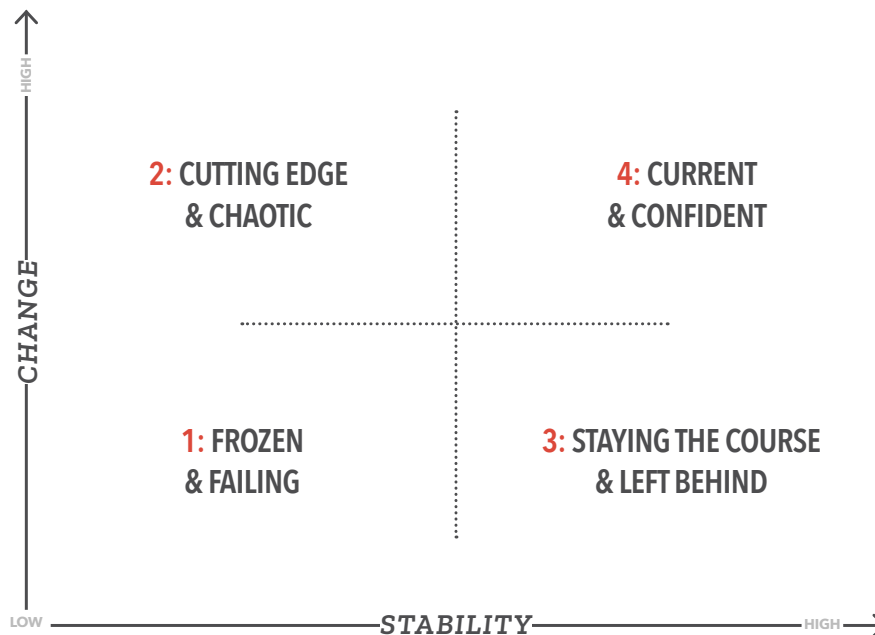 HIGH
2: CUTTING EDGE
& CHAOTIC
4: CURRENT
& CONFIDENT
CHANGE
1: FROZEN
& FAILING
3: STAYING THE COURSE
& LEFT BEHIND
LOW
STABILITY
HIGH